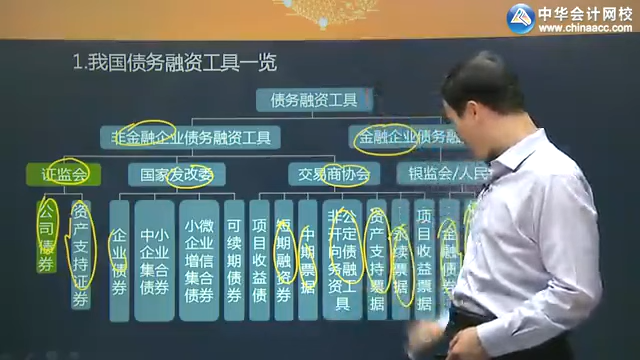 中华会计网校
www.chinaacc.com
1.我国债务融资工具一览
债务融资工具
非金融企业债务融资工具
金融企业债务融
证监会
国家发改委
交易商协会
银监会/人民
公司债券
资产支持证券
企业债券
中小企业集合债券
小微企业增信集合债券
可续期债券
项目收益债
短期融资券
中期票据
非公开定向债务融资工具
资产支持票据
永续票据
项目收益票据
金融债券